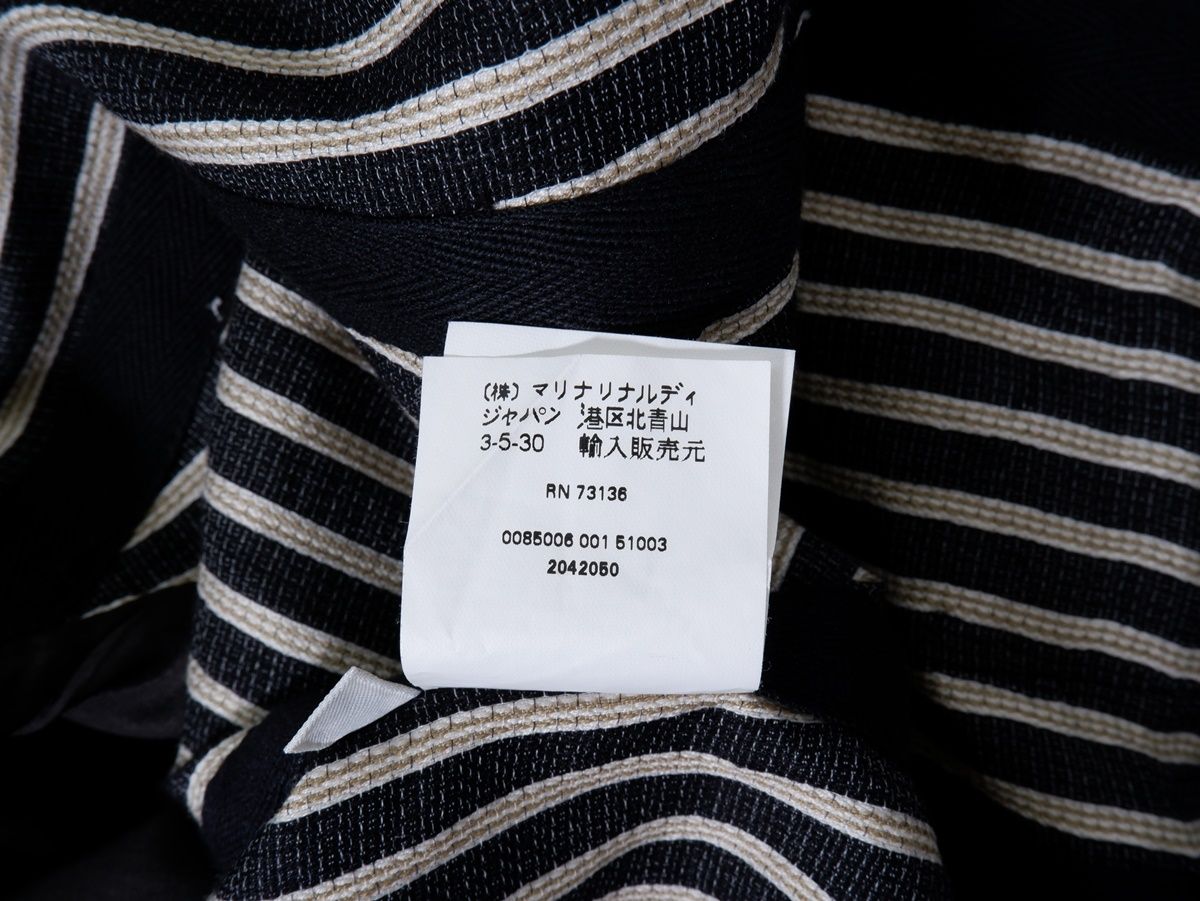 (株) マリナリナルディ
ジャパン 港区北青山
3-5-30 輸入販売元
RN 73136
0085006 001 51003
2042050